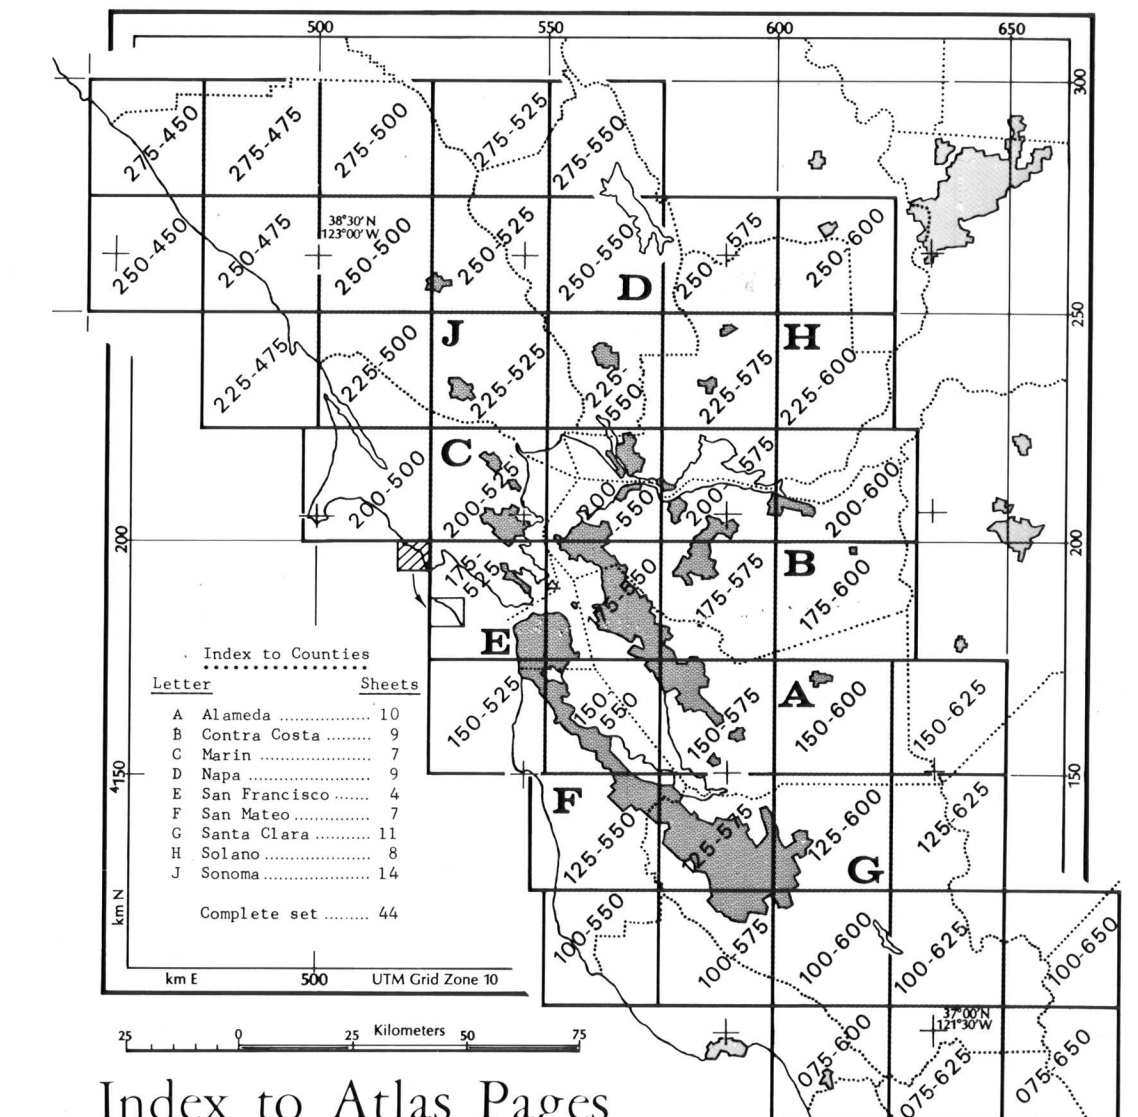 500 550 600 650
300
275-450 275-475 275-500 275-525 275-550
38°30'N
123°00'W
250-450 250-475 250-500 250-525 250-550 250-575 250-600
D
250
J H
225-475 225-500 225-525 225-550 225-575 225-600
C
200-500 200-525 200-550 200-575 200-600
200 200
B
175-525 175-550 175-575 175-600
E
Index to Counties
Letter Sheets
A Alameda .................. 10
B Contra Costa ......... 9
C Marin ..................... 7
D Napa ....................... 9
E San Francisco ....... 4
F San Mateo ............... 7
G Santa Clara ........... 11
H Solano ..................... 8
J Sonoma .................... 14
Complete set ......... 44
A
150-525 150-550 150-575 150-600 150-625
4150 150
F
125-550 125-575 125-600 125-625
G
km N
100-550 100-575 100-600 100-625 100-650
km E 500 UTM Grid Zone 10
37°00'N
121°30'W
075-600 075-625 075-650
Kilometers
25 0 25 50 75
Index to Atlas Pages